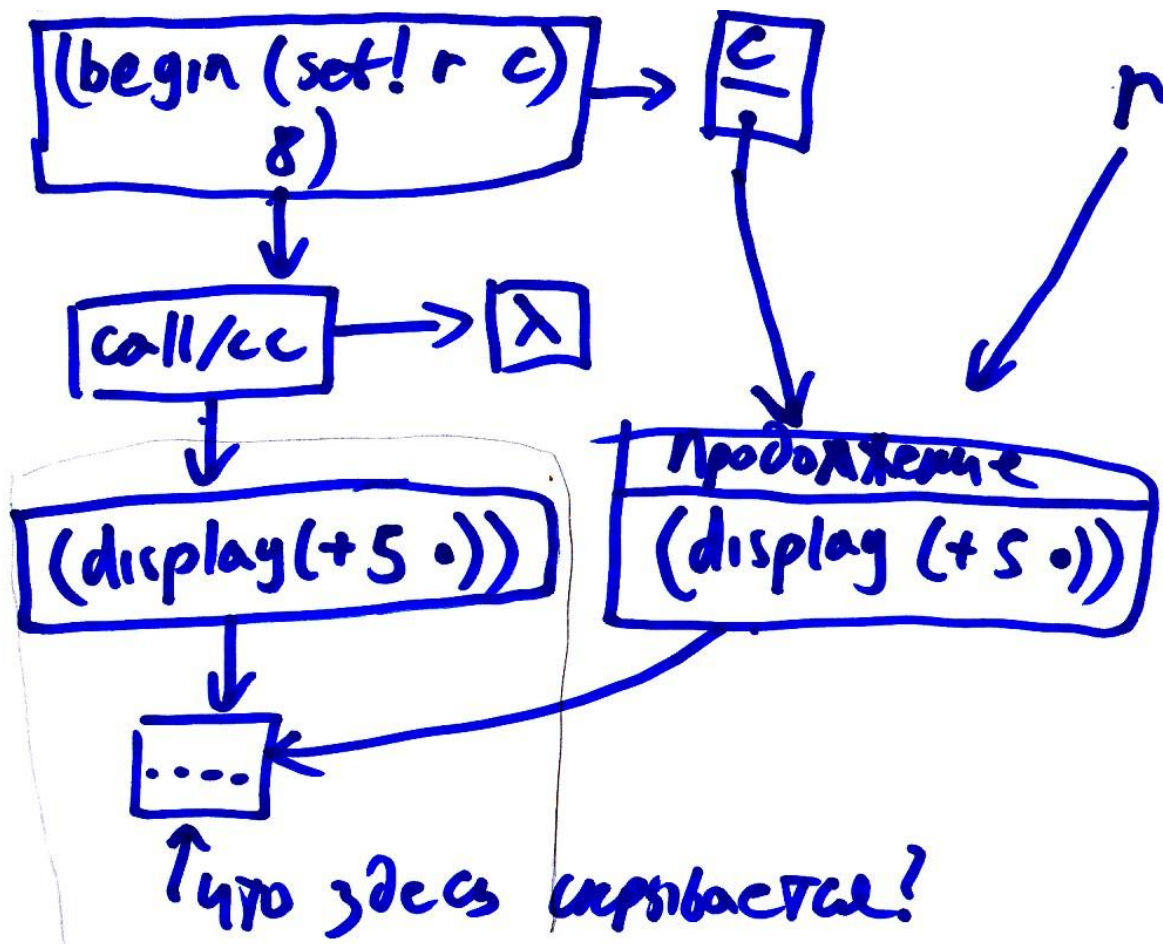 (begin (set! r c)
8)
c
r
call/cc
λ
(display(+5 •))
продолжение
(display (+5 •))
....
что здесь скрывается?